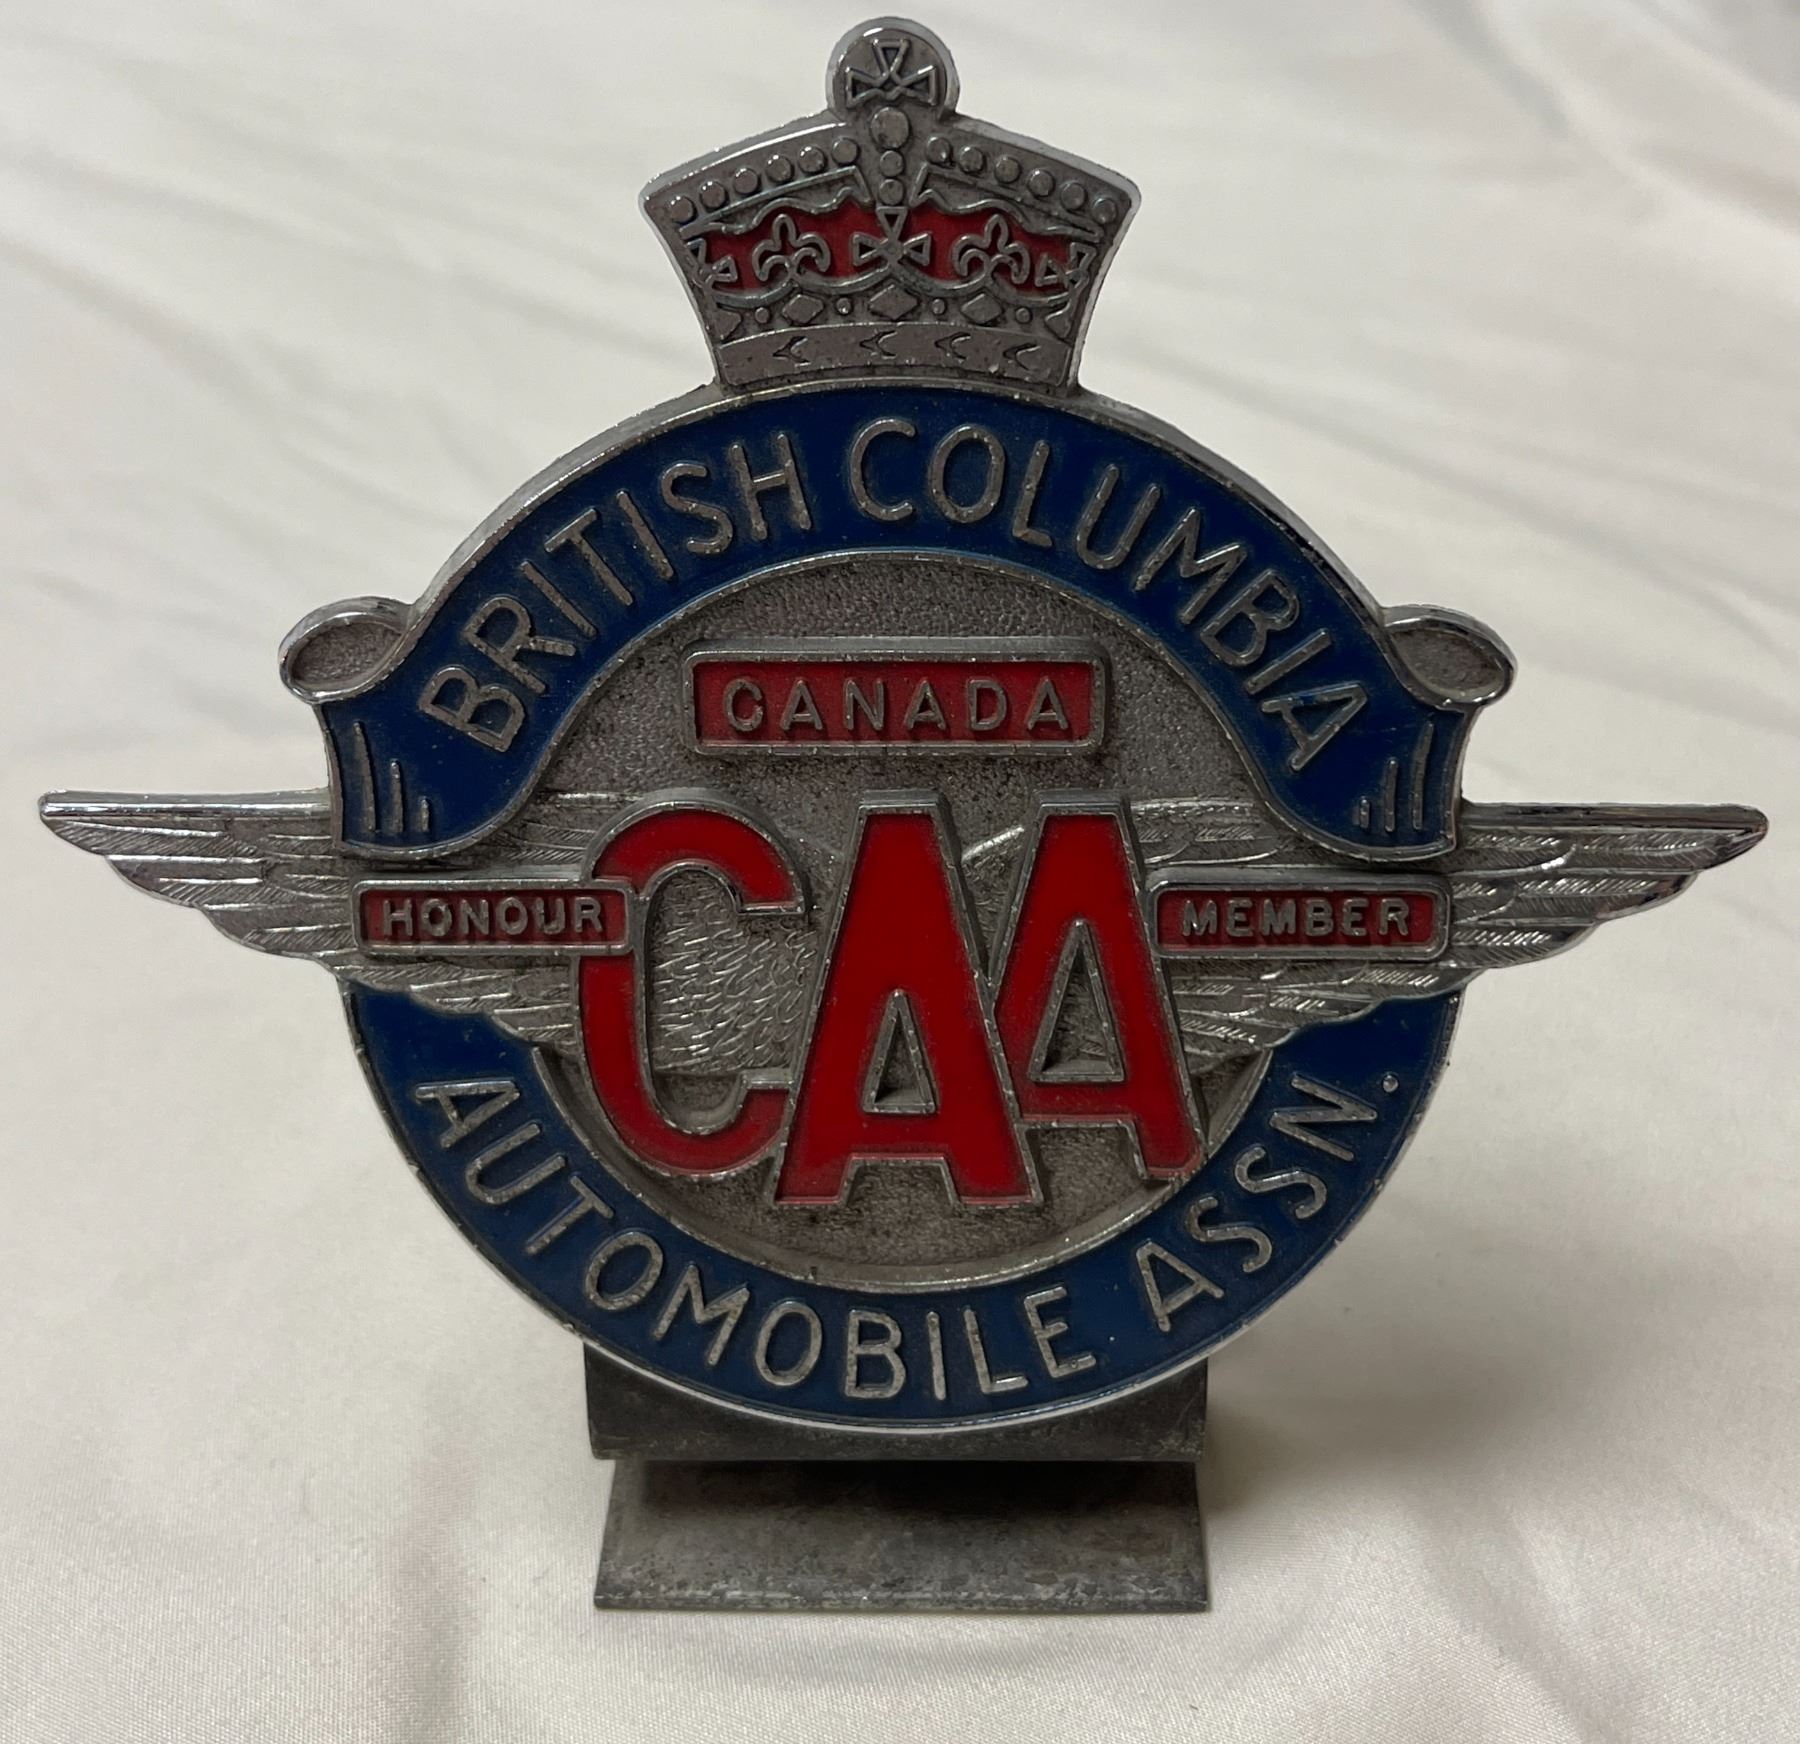 BRITISH COLUMBIA
CANADA
CAA
HONOUR MEMBER
AUTOMOBILE ASSN.